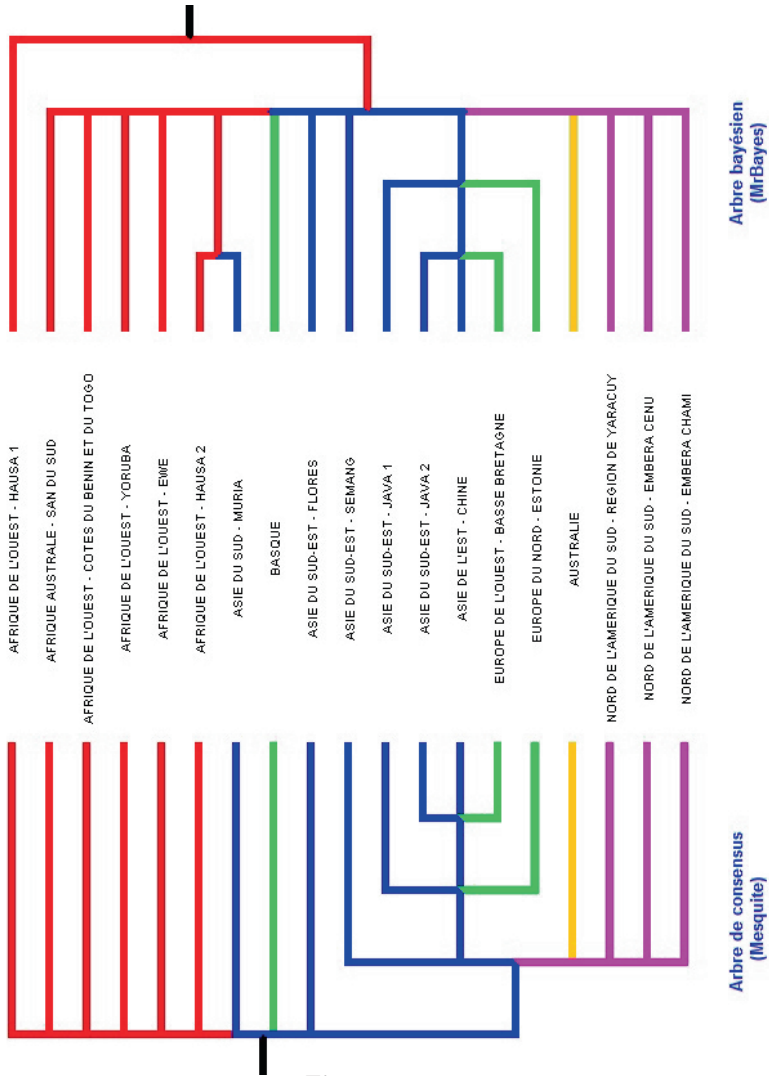 AFRIQUE DE L'OUEST - HAUSA 1
AFRIQUE AUSTRALE - SAN DU SUD
AFRIQUE DE L'OUEST - COTES DU BENIN ET DU TOGO
AFRIQUE DE L'OUEST - YORUBA
AFRIQUE DE L'OUEST - EWE
AFRIQUE DE L'OUEST - HAUSA 2
ASIE DU SUD - MURIA
BASQUE
ASIE DU SUD-EST - FLORES
ASIE DU SUD-EST - SEMANG
ASIE DU SUD-EST - JAVA 1
ASIE DU SUD-EST - JAVA 2
ASIE DE L'EST - CHINE
EUROPE DE L'OUEST - BASSE BRETAGNE
EUROPE DU NORD - ESTONIE
AUSTRALIE
NORD DE L'AMERIQUE DU SUD - REGION DE YARACUY
NORD DE L'AMERIQUE DU SUD - EMBERA CENU
NORD DE L'AMERIQUE DU SUD - EMBERA CHAMI
Arbre de consensus
(Mesquite)
Arbre bayésien
(MrBayes)